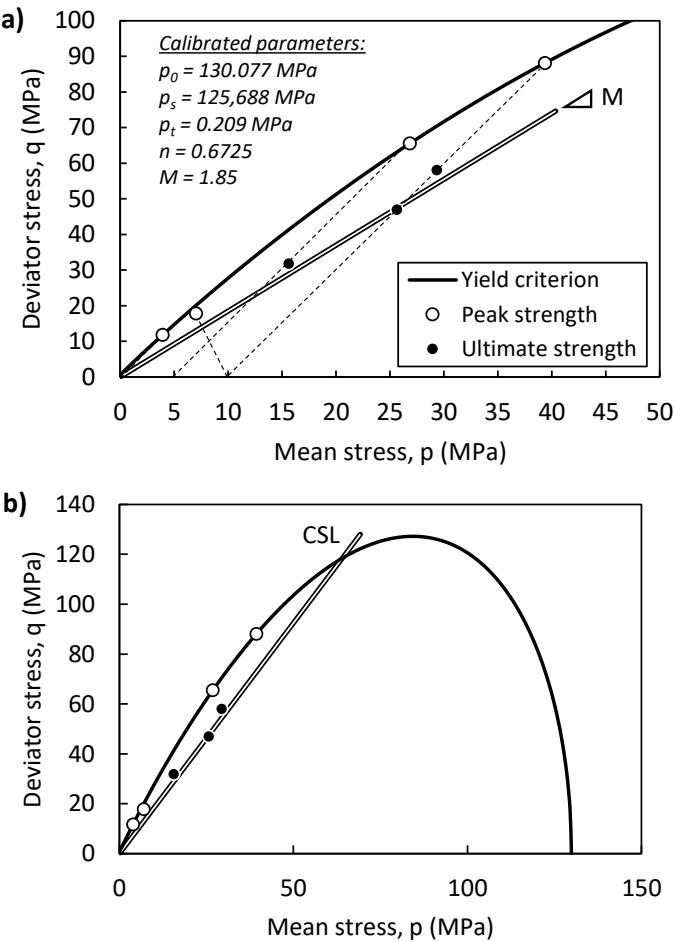 a)
100
90
80
70
60
50
40
30
20
10
0
Deviator stress, q (MPa)
Calibrated parameters:
p0 = 130.077 MPa
ps = 125,688 MPa
pt = 0.209 MPa
n = 0.6725
M = 1.85
M
Yield criterion
Peak strength
Ultimate strength
0 5 10 15 20 25 30 35 40 45 50
Mean stress, p (MPa)
b)
140
120
100
80
60
40
20
0
Deviator stress, q (MPa)
CSL
0 50 100 150
Mean stress, p (MPa)